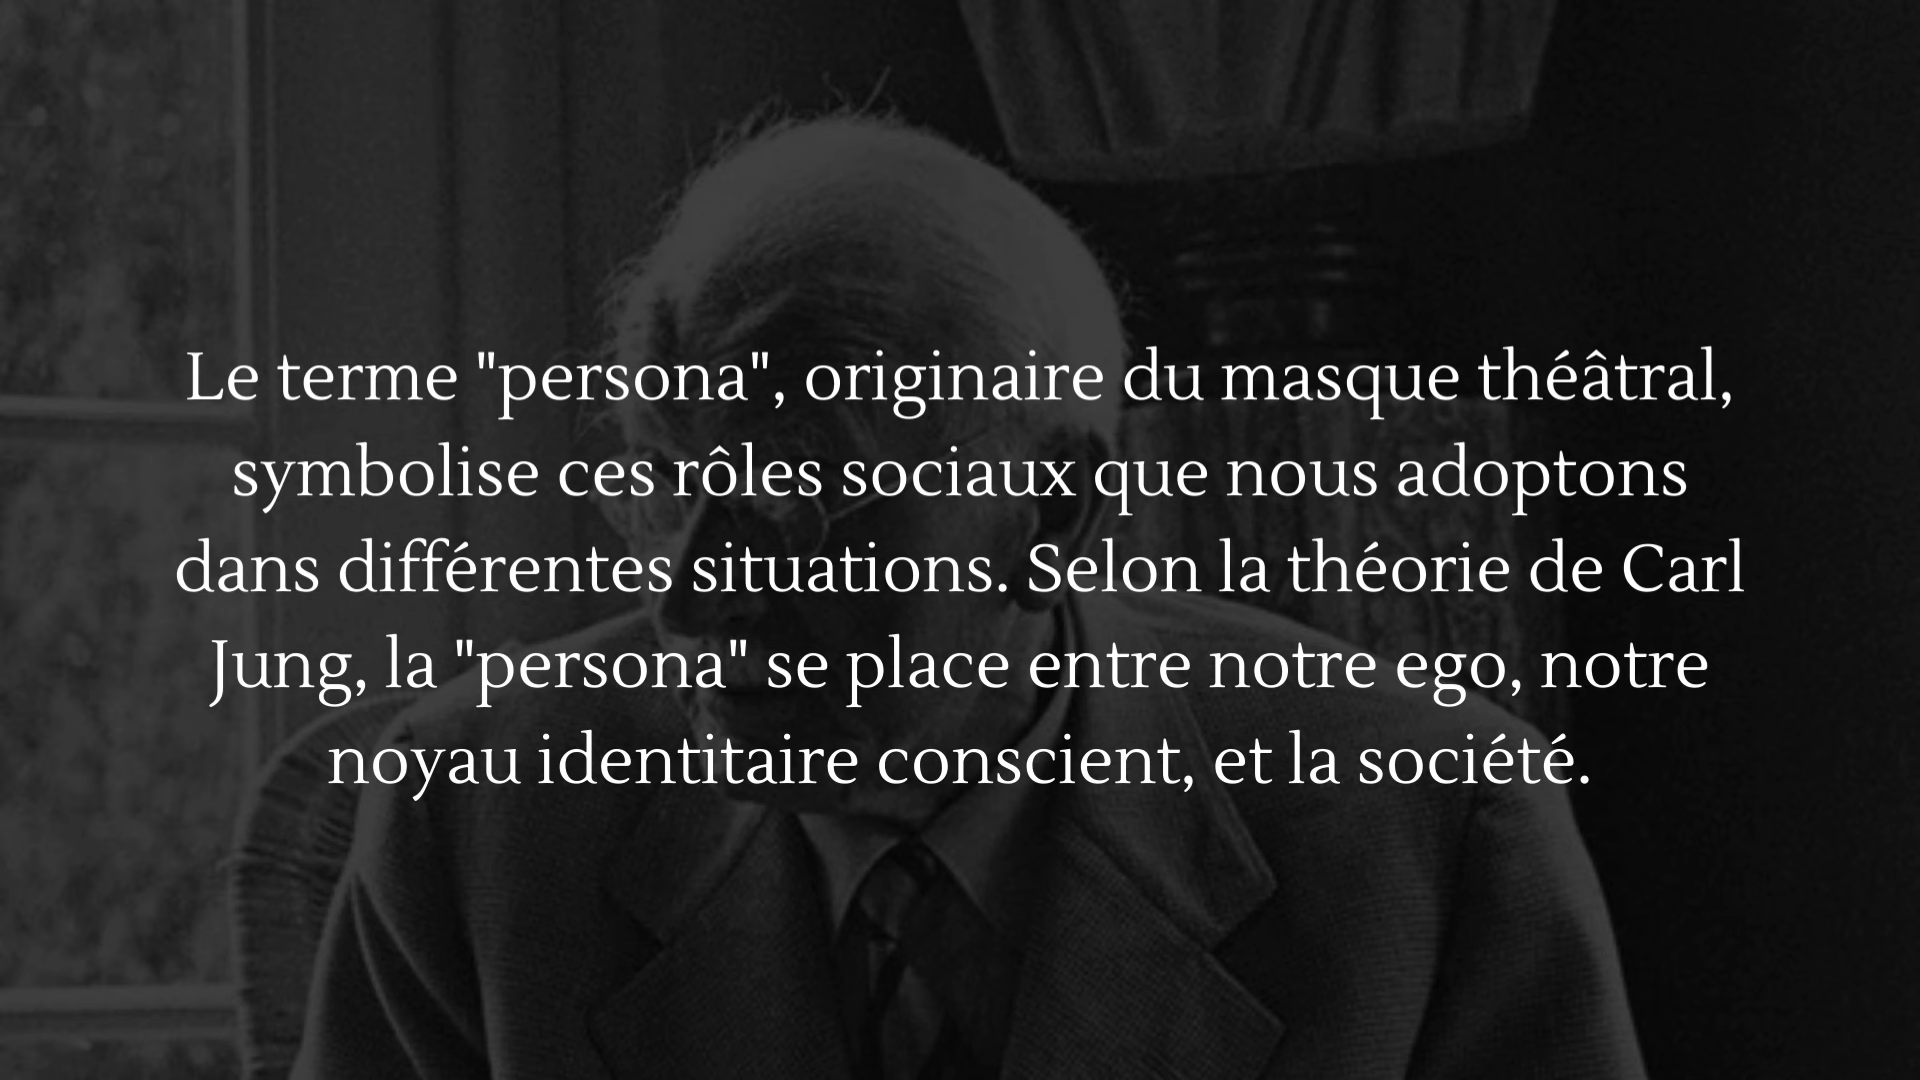 Le terme "persona", originaire du masque théâtral,
symbolise ces rôles sociaux que nous adoptons
dans différentes situations. Selon la théorie de Carl
Jung, la "persona" se place entre notre ego, notre
noyau identitaire conscient, et la société.